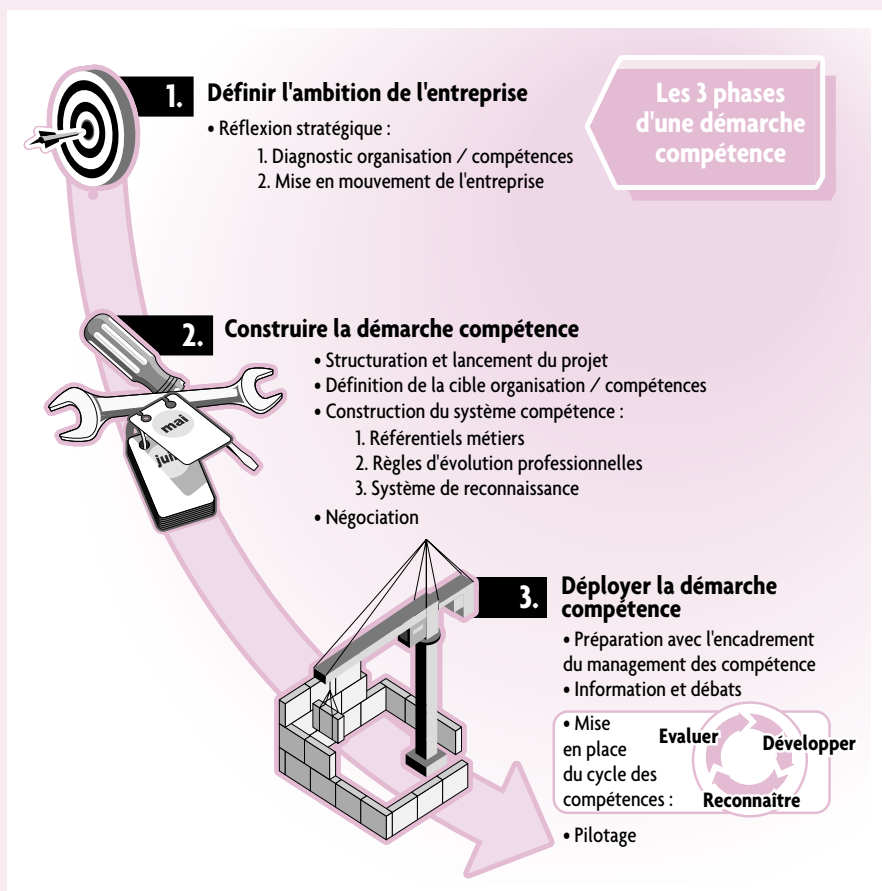 Les 3 phases
d'une démarche
compétence
1. Définir l'ambition de l'entreprise
• Réflexion stratégique :
1. Diagnostic organisation / compétences
2. Mise en mouvement de l'entreprise
2. Construire la démarche compétence
• Structuration et lancement du projet
• Définition de la cible organisation / compétences
• Construction du système compétence :
1. Référentiels métiers
2. Règles d'évolution professionnelles
3. Système de reconnaissance
• Négociation
mai
juin
3. Déployer la démarche
compétence
• Préparation avec l'encadrement
du management des compétence
• Information et débats
• Mise
en place
du cycle des
compétences :
Evaluer
Développer
Reconnaître
• Pilotage